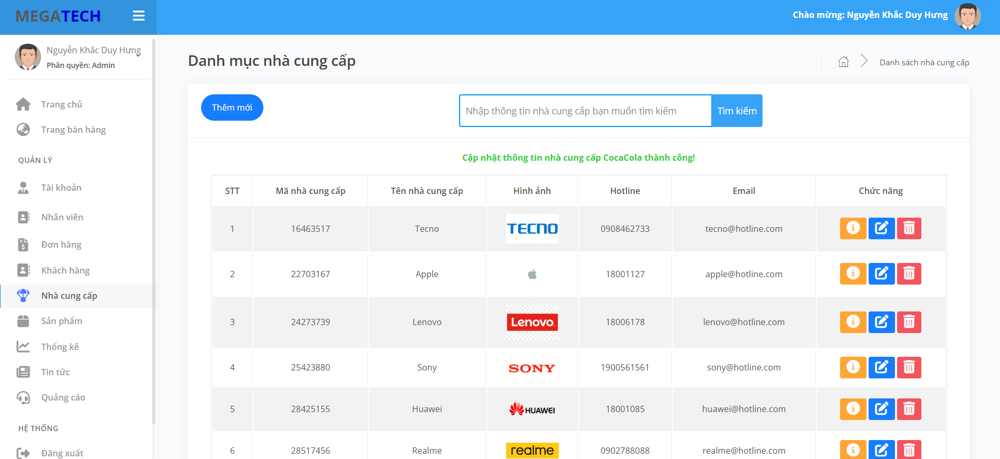 MEGATECH
Chào mừng: Nguyễn Khắc Duy Hưng
Nguyễn Khắc Duy Hưng
Phân quyền: Admin
Trang chủ
Trang bán hàng
QUẢN LÝ
Tài khoản
Nhân viên
Đơn hàng
Khách hàng
Nhà cung cấp
Sản phẩm
Thống kê
Tin tức
Quảng cáo
HỆ THỐNG
Đăng xuất
Danh mục nhà cung cấp
Danh sách nhà cung cấp
Thêm mới
Nhập thông tin nhà cung cấp bạn muốn tìm kiếm
Tìm kiếm
Cập nhật thông tin nhà cung cấp CocaCola thành công!
STT Mã nhà cung cấp Tên nhà cung cấp Hình ảnh Hotline Email Chức năng
1 16463517 Tecno TECNO 0908462733 tecno@hotline.com
2 22703167 Apple 18001127 apple@hotline.com
3 24273739 Lenovo Lenovo 18006178 lenovo@hotline.com
4 25423880 Sony SONY 1900561561 sony@hotline.com
5 28425155 Huawei HUAWEI 18001085 huawei@hotline.com
6 28517456 Realme realme 0902788088 realme@hotline.com